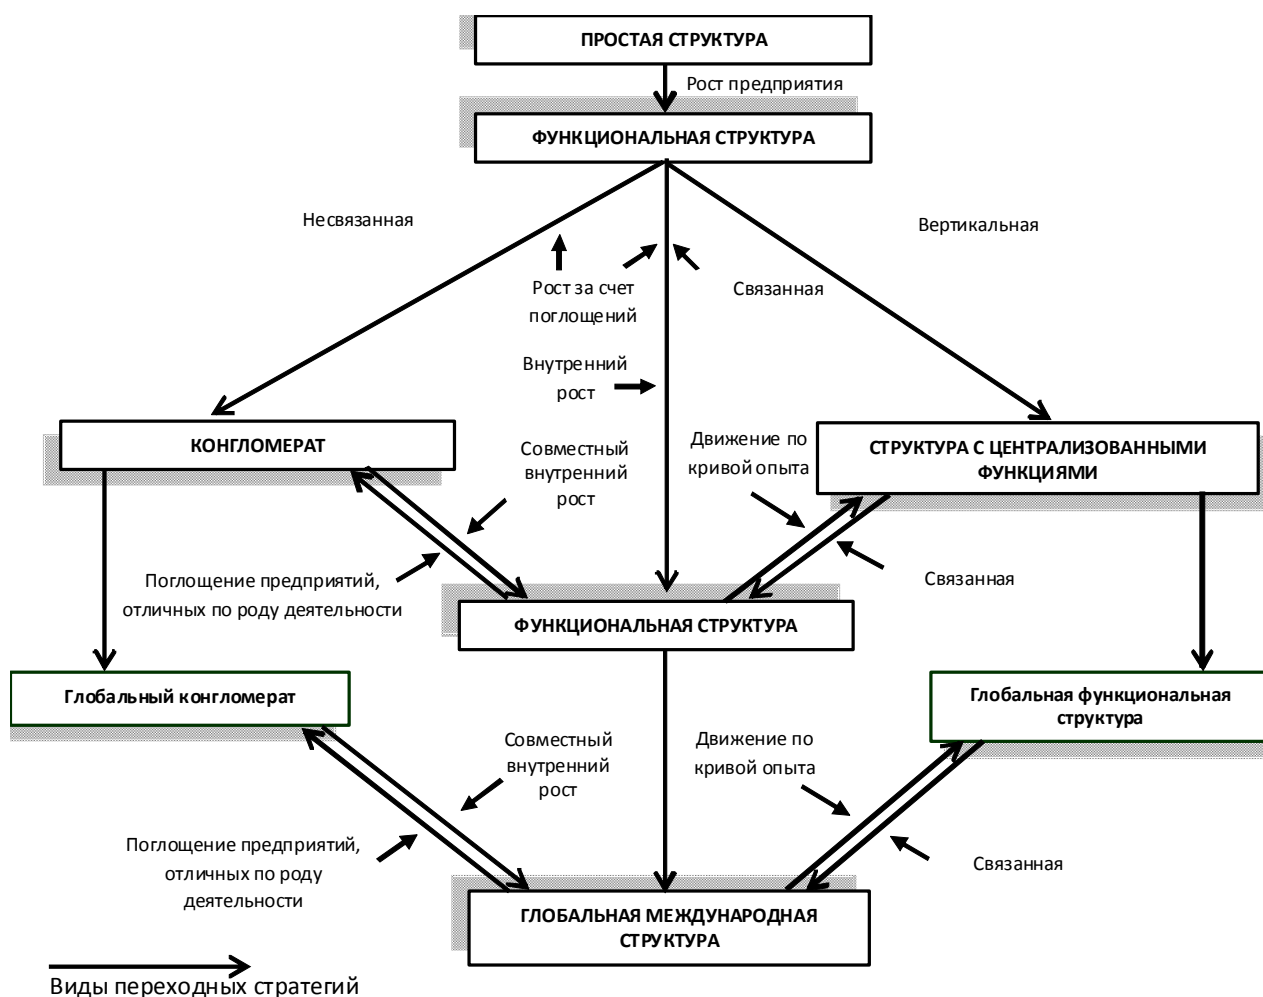 ПРОСТАЯ СТРУКТУРА
Рост предприятия
ФУНКЦИОНАЛЬНАЯ СТРУКТУРА
Несвязанная
Вертикальная
Рост за счет
поглощений
Связанная
Внутренний
рост
КОНГЛОМЕРАТ
Совместный
внутренний
рост
Движение по
кривой опыта
СТРУКТУРА С ЦЕНТРАЛИЗОВАННЫМИ
ФУНКЦИЯМИ
Поглощение предприятий,
отличных по роду деятельности
Связанная
ФУНКЦИОНАЛЬНАЯ СТРУКТУРА
Глобальный конгломерат
Глобальная функциональная
структура
Совместный
внутренний
рост
Движение по
кривой опыта
Поглощение предприятий,
отличных по роду
деятельности
Связанная
ГЛОБАЛЬНАЯ МЕЖДУНАРОДНАЯ
СТРУКТУРА
Виды переходных стратегий